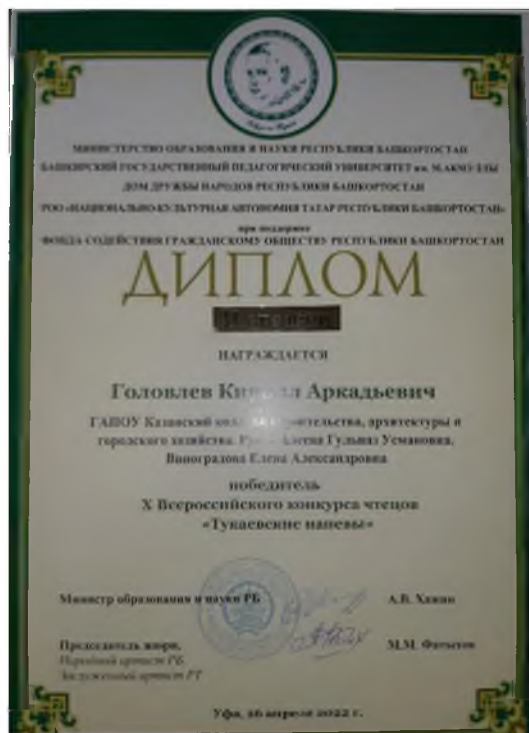 МИНИСТЕРСТВО ОБРАЗОВАНИЯ И НАУКИ РЕСПУБЛИКИ БАШКОРТОСТАН
БАШКИРСКИЙ ГОСУДАРСТВЕННЫЙ ПЕДАГОГИЧЕСКИЙ УНИВЕРСИТЕТ им. М.АКМУЛЛЫ
ДОМ ДРУЖБЫ НАРОДОВ РЕСПУБЛИКИ БАШКОРТОСТАН
РОО «НАЦИОНАЛЬНО-КУЛЬТУРНАЯ АВТОНОМИЯ ТАТАР РЕСПУБЛИКИ БАШКОРТОСТАН»
при поддержке
ФОНДА СОДЕЙСТВИЯ ГРАЖДАНСКОМУ ОБЩЕСТВУ РЕСПУБЛИКИ БАШКОРТОСТАН
ДИПЛОМ
НАГРАЖДАЕТСЯ
Головлев Аркадьевич
ГАПОУ Казанский строительства, архитектуры и
городского хозяйства. Гульназ Усмановна,
Виноградова Елена Александровна
победитель
X Всероссийского конкурса чтецов
«Тукаевские напевы»
Министр образования и науки РБ А.В. Хажин
Председатель жюри, М.М. Фатыхов
Народный артист РБ,
Заслуженный артист РТ
Уфа, 26 апреля 2022 г.